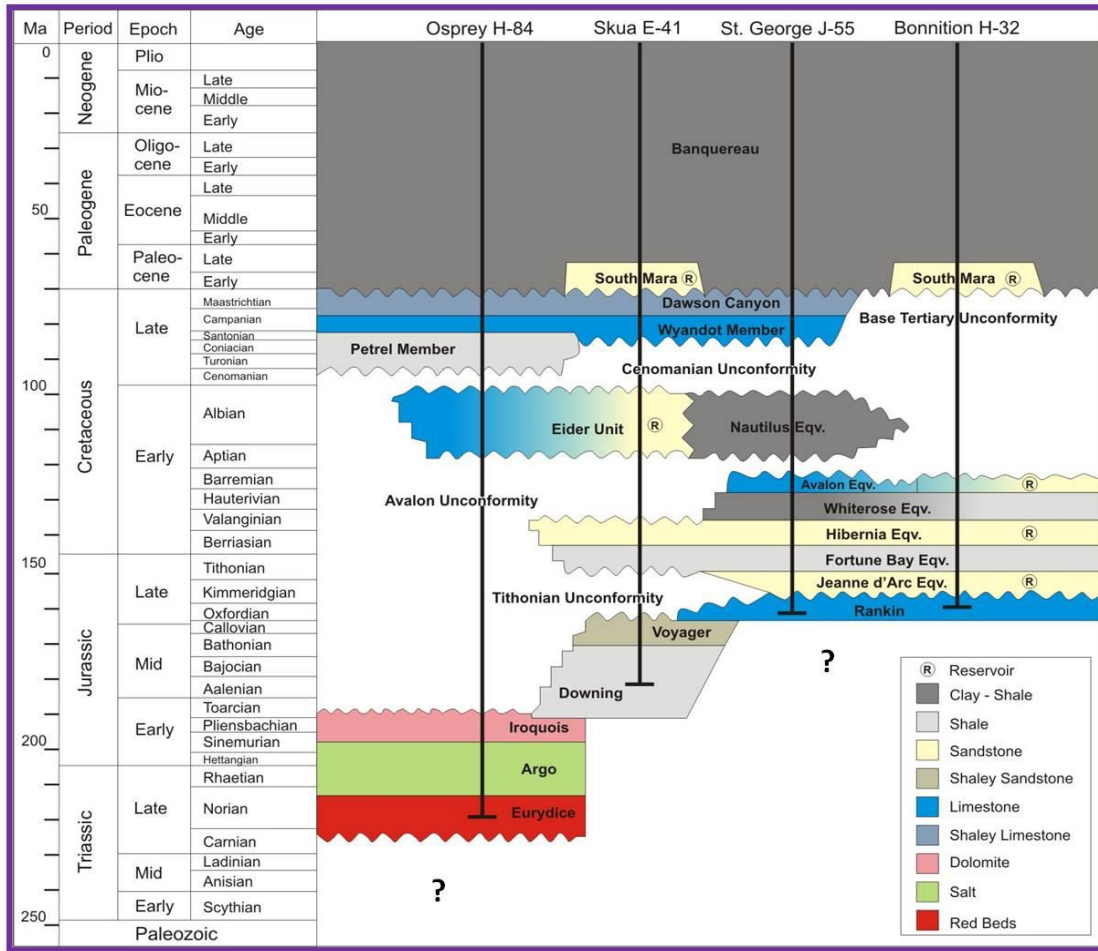 Ma Period Epoch Age Osprey H-84 Skua E-41 St. George J-55 Bonnition H-32
0
50
100
150
200
250
Neogene
Paleogene
Cretaceous
Jurassic
Triassic
Paleozoic
Plio
Mio-
cene
Oligo-
cene
Eocene
Paleo-
cene
Late
Early
Late
Mid
Early
Late
Mid
Early
Late
Middle
Early
Late
Early
Late
Middle
Early
Late
Early
Maastrichtian
Campanian
Santonian
Coniacian
Turonian
Cenomanian
Albian
Aptian
Barremian
Hauterivian
Valanginian
Berriasian
Tithonian
Kimmeridgian
Oxfordian
Callovian
Bathonian
Bajocian
Aalenian
Toarcian
Pliensbachian
Sinemurian
Hettangian
Rhaetian
Norian
Carnian
Ladinian
Anisian
Scythian
Banquereau
South Mara R
South Mara R
Dawson Canyon
Base Tertiary Unconformity
Wyandot Member
Petrel Member
Cenomanian Unconformity
Eider Unit R
Nautilus Eqv.
Avalon Eqv. R
Avalon Unconformity
Whiterose Eqv.
Hibernia Eqv. R
Fortune Bay Eqv.
Jeanne d'Arc Eqv. R
Tithonian Unconformity
Rankin
Voyager
?
Downing
Iroquois
Argo
Eurydice
?
R Reservoir
Clay - Shale
Shale
Sandstone
Shaley Sandstone
Limestone
Shaley Limestone
Dolomite
Salt
Red Beds